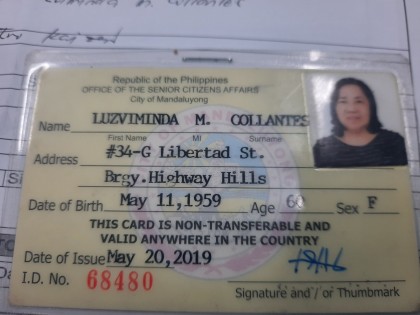 Republic of the Philippines
OFFICE OF THE SENIOR CITIZENS AFFAIRS
City of Mandaluyong
Name LUZVIMINDA M. COLLANTES
First Name MI Surname
Address #34-G Libertad St.
Brgy.Highway Hills
Date of Birth May 11,1959 Age 60 Sex F
THIS CARD IS NON-TRANSFERABLE AND
VALID ANYWHERE IN THE COUNTRY
Date of Issue May 20,2019
I.D. No. 68480
Signature and / or Thumbmark